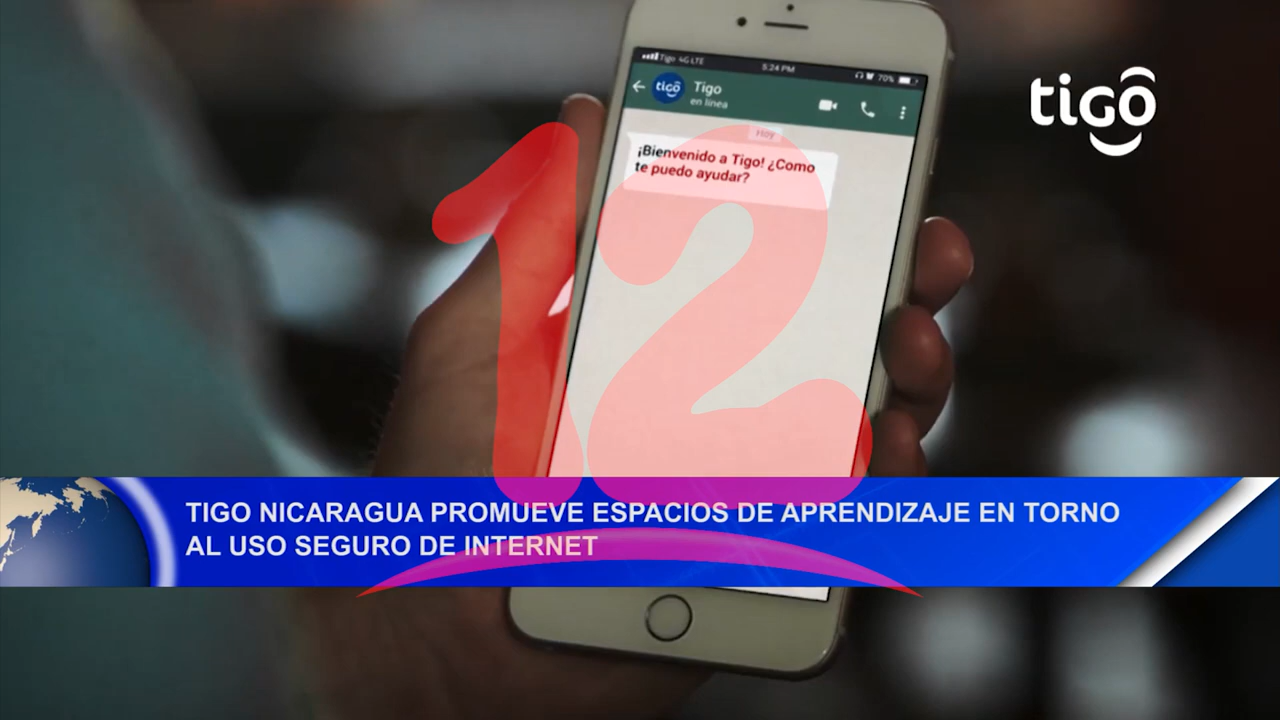 Tigo 4G LTE
5:24 PM
70%
tigo
Tigo
en línea
tigo
Hoy
¡Bienvenido a Tigo! ¿Como
te puedo ayudar?
12
TIGO NICARAGUA PROMUEVE ESPACIOS DE APRENDIZAJE EN TORNO
AL USO SEGURO DE INTERNET